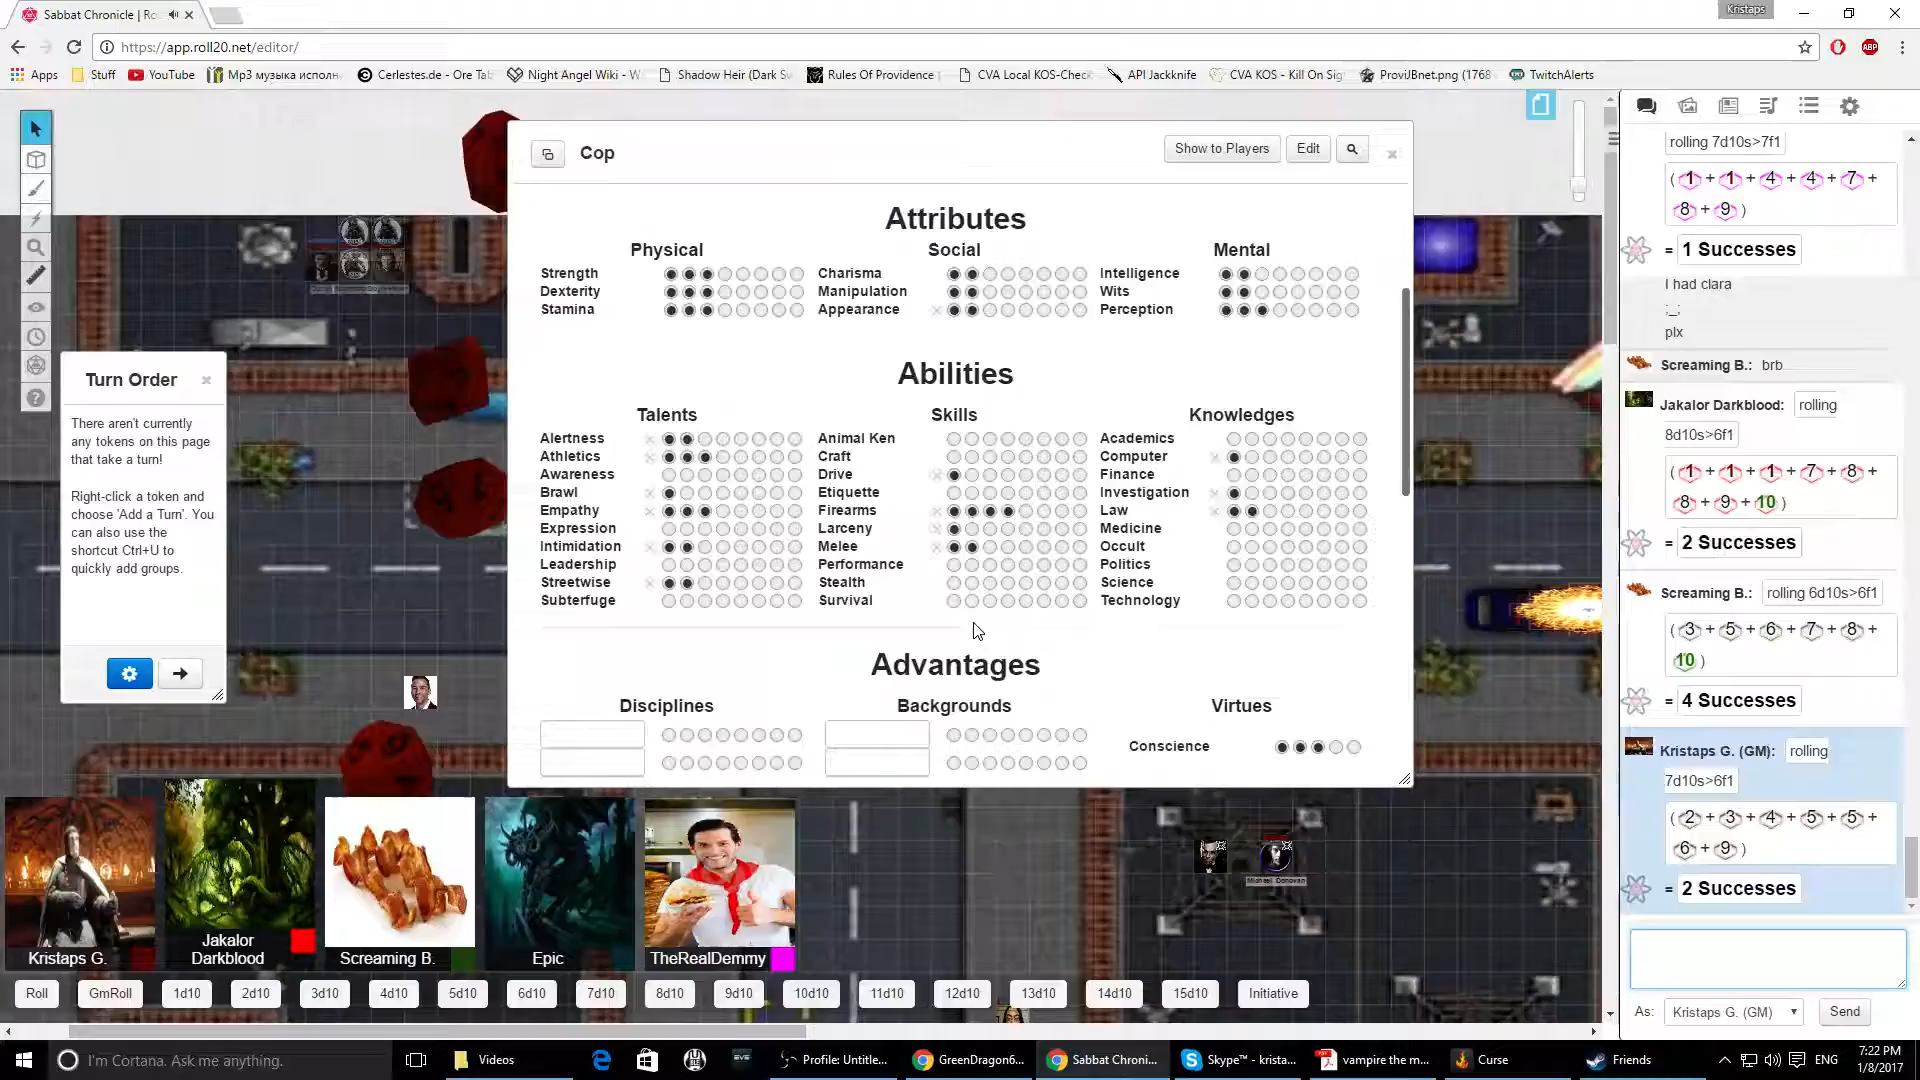 Sabbat Chronicle | Ro
Kristaps
https://app.roll20.net/editor/
Apps
Stuff
YouTube
Mp3 музыка исполн
Cerlestes.de - Ore Tab
Night Angel Wiki - W
Shadow Heir (Dark Sw
Rules Of Providence
CVA Local KOS-Check
API Jackknife
CVA KOS - Kill On Sig
ProviJBnet.png (1768
TwitchAlerts
Cop
Show to Players
Edit
Attributes
Physical
Social
Mental
Strength
Charisma
Intelligence
Dexterity
Manipulation
Wits
Stamina
Appearance
Perception
Abilities
Talents
Skills
Knowledges
Alertness
Animal Ken
Academics
Athletics
Craft
Computer
Awareness
Drive
Finance
Brawl
Etiquette
Investigation
Empathy
Firearms
Law
Expression
Larceny
Medicine
Intimidation
Melee
Occult
Leadership
Performance
Politics
Streetwise
Stealth
Science
Subterfuge
Survival
Technology
Advantages
Disciplines
Backgrounds
Virtues
Conscience
Turn Order
There aren't currently
any tokens on this page
that take a turn!
Right-click a token and
choose 'Add a Turn'. You
can also use the
shortcut Ctrl+U to
quickly add groups.
rolling 7d10s>7f1
( 1 + 1 + 4 + 4 + 7 +
8 + 9 )
= 1 Successes
I had clara
;_;
plx
Screaming B.: brb
Jakalor Darkblood: rolling
8d10s>6f1
( 1 + 1 + 1 + 7 + 8 +
8 + 9 + 10 )
= 2 Successes
Screaming B.: rolling 6d10s>6f1
( 3 + 5 + 6 + 7 + 8 +
10 )
= 4 Successes
Kristaps G. (GM): rolling
7d10s>6f1
( 2 + 3 + 4 + 5 + 5 +
6 + 9 )
= 2 Successes
As: Kristaps G. (GM)
Send
Michael Donovan
Kristaps G.
Jakalor
Darkblood
Screaming B.
Epic
TheRealDemmy
Roll
GmRoll
1d10
2d10
3d10
4d10
5d10
6d10
7d10
8d10
9d10
10d10
11d10
12d10
13d10
14d10
15d10
Initiative
I'm Cortana. Ask me anything.
Videos
Profile: Untitle...
GreenDragon6...
Sabbat Chroni...
Skype™ - krista...
vampire the m...
Curse
Friends
ENG
7:22 PM
1/8/2017